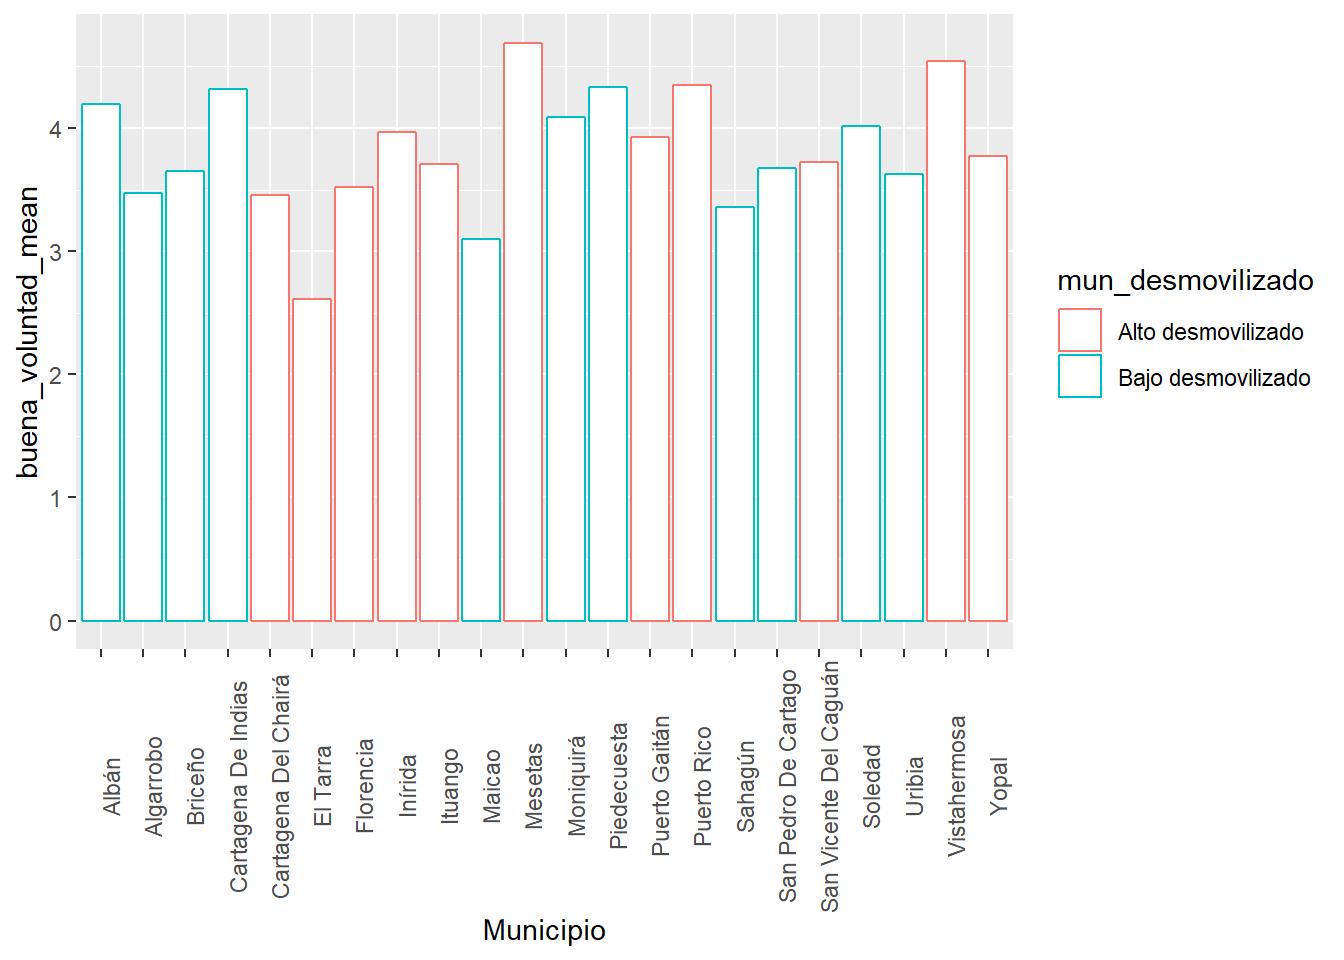 buena_voluntad_mean
4
3
2
1
0
Albán
Algarrobo
Briceño
Cartagena De Indias
Cartagena Del Chairá
El Tarra
Florencia
Inírida
Ituango
Maicao
Mesetas
Moniquirá
Piedecuesta
Puerto Gaitán
Puerto Rico
Sahagún
San Pedro De Cartago
San Vicente Del Caguán
Soledad
Uribia
Vistahermosa
Yopal
Municipio
mun_desmovilizado
Alto desmovilizado
Bajo desmovilizado